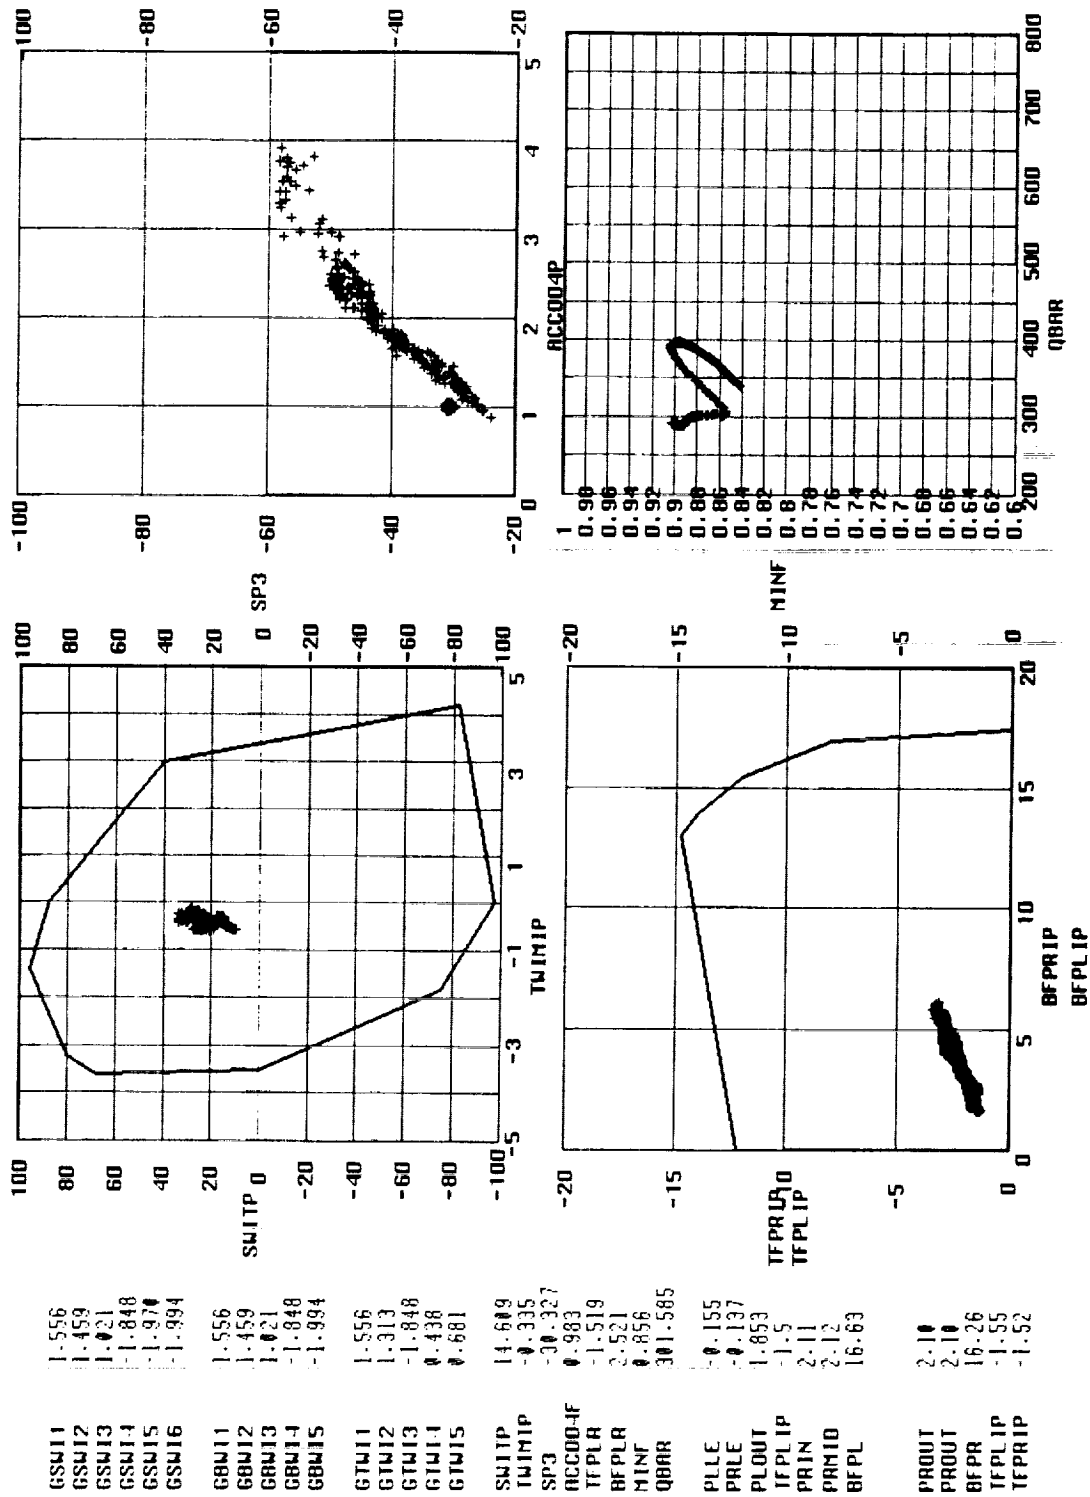 GSWI1 1.556
GSWI2 1.459
GSWI3 1.021
GSWI4 -1.848
GSWI5 -1.970
GSWI6 -1.994
GBWI1 1.556
GBWI2 1.459
GBWI3 1.021
GBWI4 -1.848
GBWI5 -1.994
GTWI1 1.556
GTWI2 1.313
GTWI3 -1.848
GTWI4 0.438
GTWI5 0.681
SWITP 14.609
TWIMIP -0.335
SP3 -30.327
ACCOO4F 0.983
TFPLR -1.519
BFPLR 2.521
MINF 0.856
QBAR 301.585
PLLE -0.155
PRLE -0.137
PLOUT 1.853
TFPLIP -1.5
PRIN 2.11
PRMID 2.12
BFPL 16.63
PROUT 2.10
PROUT 2.10
BFPR 16.26
TFPLIP -1.55
TFPRIP -1.52
100 100
80 80
60 60
40 40
20 20
SWITP 0 0
-20 -20
-40 -40
-60 -60
-80 -80
-100 -100
-5 -3 -1 1 3 5
TWIMIP
-100 -100
-80 -80
-60 -60
SP3
-40 -40
-20 -20
0 1 2 3 4 5
ACCOO4P
-20 -20
-15 -15
-10 -10
TFPRIP
TFPLIP
-5 -5
0 0
0 5 10 15 20
BFPRIP
BFPLIP
1
0.98
0.96
0.94
0.92
0.9
0.88
0.86
0.84
0.82
0.8
0.78
0.76
0.74
0.72
0.7
0.68
0.66
0.64
0.62
0.6
MINF
200 300 400 500 600 700 800
QBAR